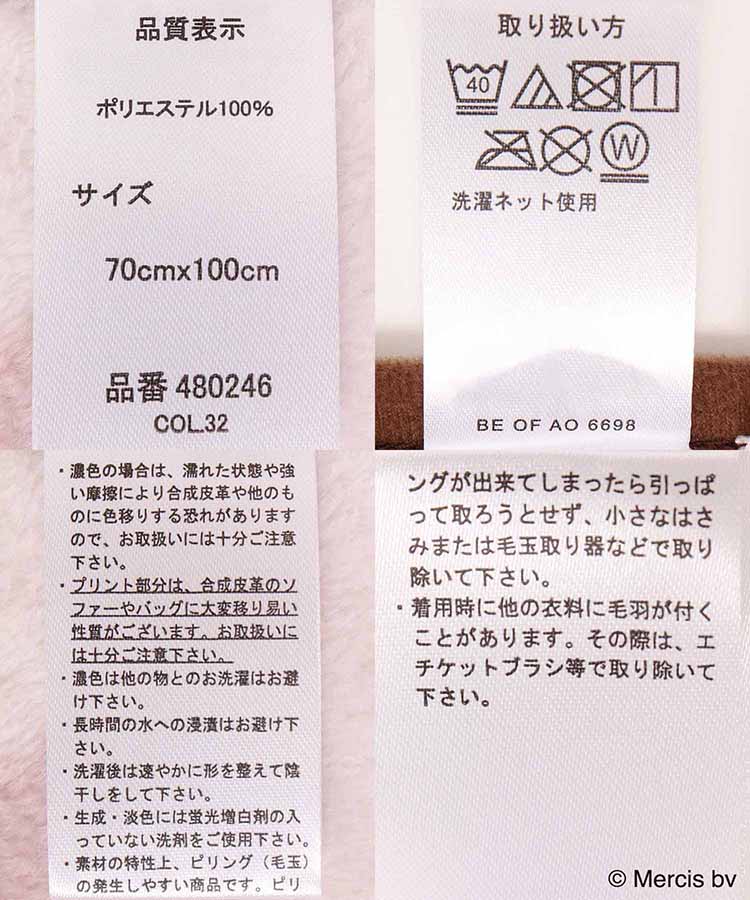 品質表示
ポリエステル100%
サイズ
70cmx100cm
品番 480246
COL.32
取り扱い方
40
W
洗濯ネット使用
BE OF AO 6698
・濃色の場合は、濡れた状態や強
い摩擦により合成皮革や他のも
のに色移りする恐れがあります
ので、お取扱いには十分ご注意
下さい。
・プリント部分は、合成皮革のソ
ファーやバッグに大変移り易い
性質がございます。お取扱いに
は十分ご注意下さい。
・濃色は他の物とのお洗濯はお避
け下さい。
・長時間の水への浸漬はお避け下
さい。
・洗濯後は速やかに形を整えて陰
干しをして下さい。
・生成・淡色には蛍光増白剤の入
っていない洗剤をご使用下さい。
・素材の特性上、ピリング（毛玉）
の発生しやすい商品です。ピリ
ングが出来てしまったら引っぱ
って取ろうとせず、小さなはさ
みまたは毛玉取り器などで取り
除いて下さい。
・着用時に他の衣料に毛羽が付く
ことがあります。その際は、エ
チケットブラシ等で取り除いて
下さい。
© Mercis bv